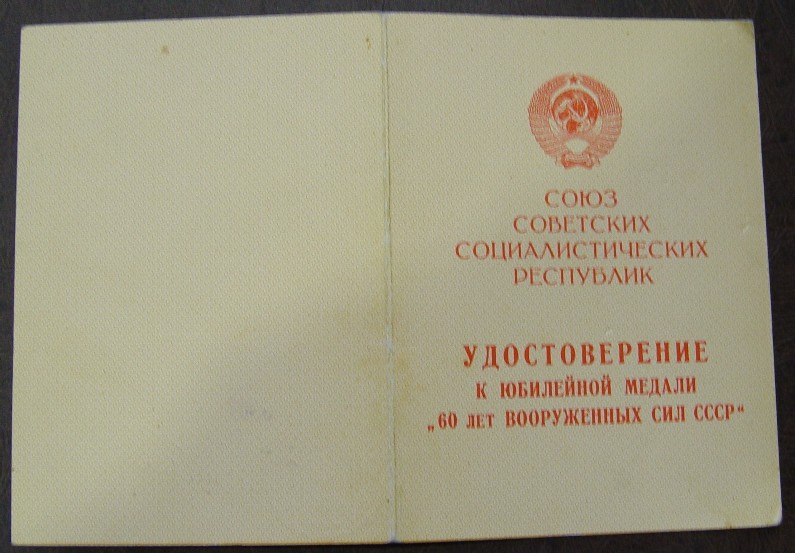 СОЮЗ
СОВЕТСКИХ
СОЦИАЛИСТИЧЕСКИХ
РЕСПУБЛИК
УДОСТОВЕРЕНИЕ
К ЮБИЛЕЙНОЙ МЕДАЛИ
„60 ЛЕТ ВООРУЖЕННЫХ СИЛ СССР“